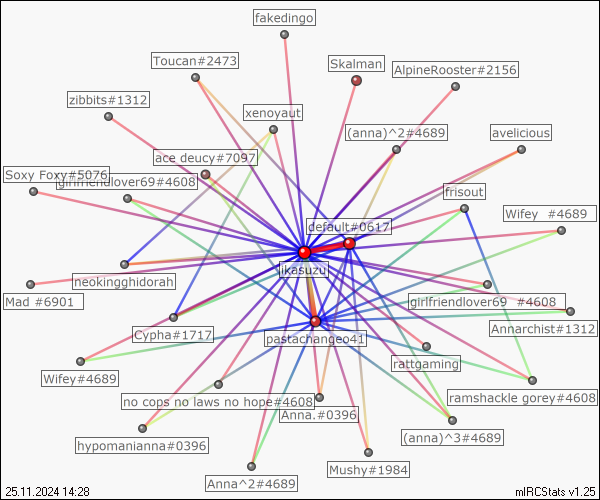 fakedingo
Toucan#2473
Skalman
AlpineRooster#2156
zibbits#1312
xenoyaut
(anna)^2#4689
avelicious
ace deucy#7097
Soxy Foxy#5076
girlfriendlover69#4608
frisout
default#0617
Wifey  #4689
likasuzu
neokingghidorah
Mad #6901
girlfriendlover69  #4608
Annarchist#1312
Cypha#1717
pastachangeo41
rattgaming
Wifey#4689
no cops no laws no hope#4608
ramshackle gorey#4608
Anna.#0396
hypomanianna#0396
(anna)^3#4689
Mushy#1984
Anna^2#4689
25.11.2024 14:28
mIRCStats v1.25